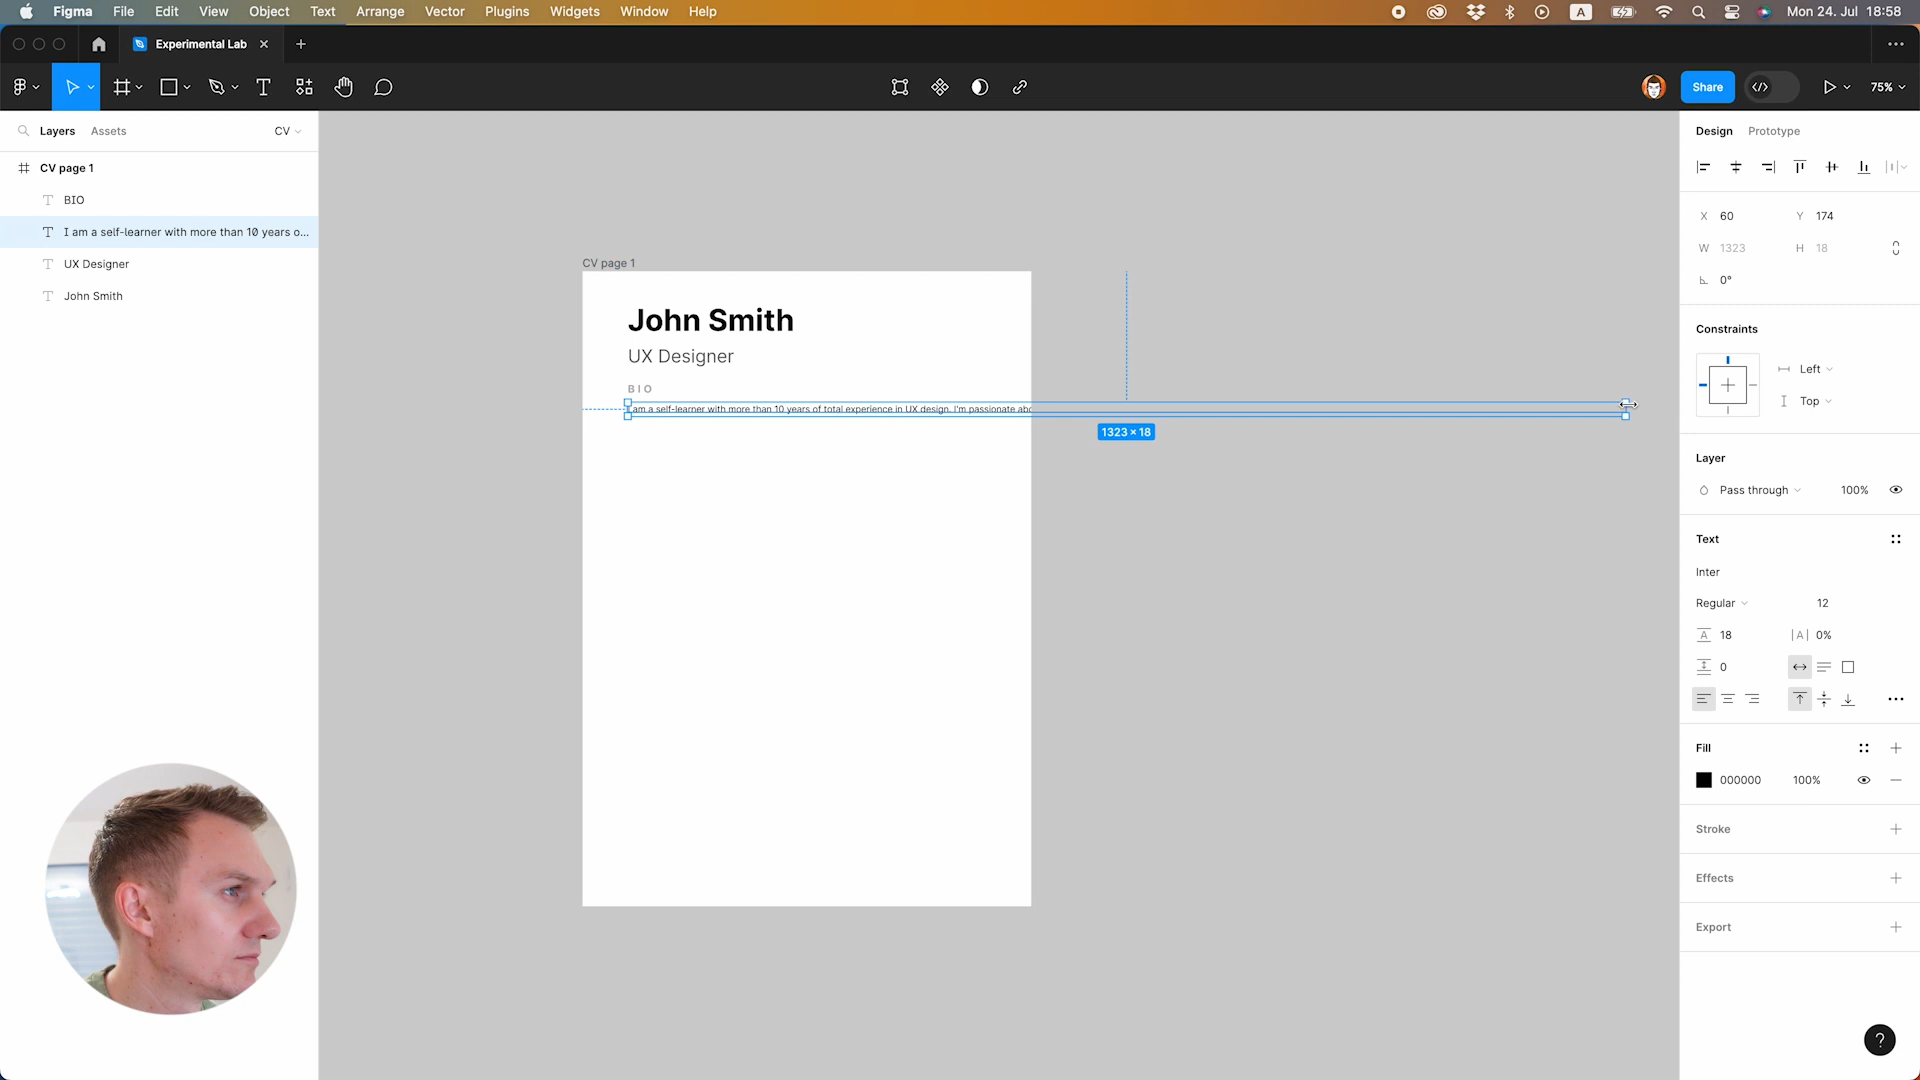 Figma File Edit View Object Text Arrange Vector Plugins Widgets Window Help
A
Mon 24. Jul 18:58
Experimental Lab
Share
75%
Layers Assets CV
CV page 1
BIO
I am a self-learner with more than 10 years o...
UX Designer
John Smith
CV page 1
John Smith
UX Designer
BIO
I am a self-learner with more than 10 years of total experience in UX design. I'm passionate abo
1323 × 18
Design Prototype
X 60 Y 174
W 1323 H 18
0°
Constraints
Left
Top
Layer
Pass through 100%
Text
Inter
Regular 12
A 18 |A| 0%
0
Fill
000000 100%
Stroke
Effects
Export
?